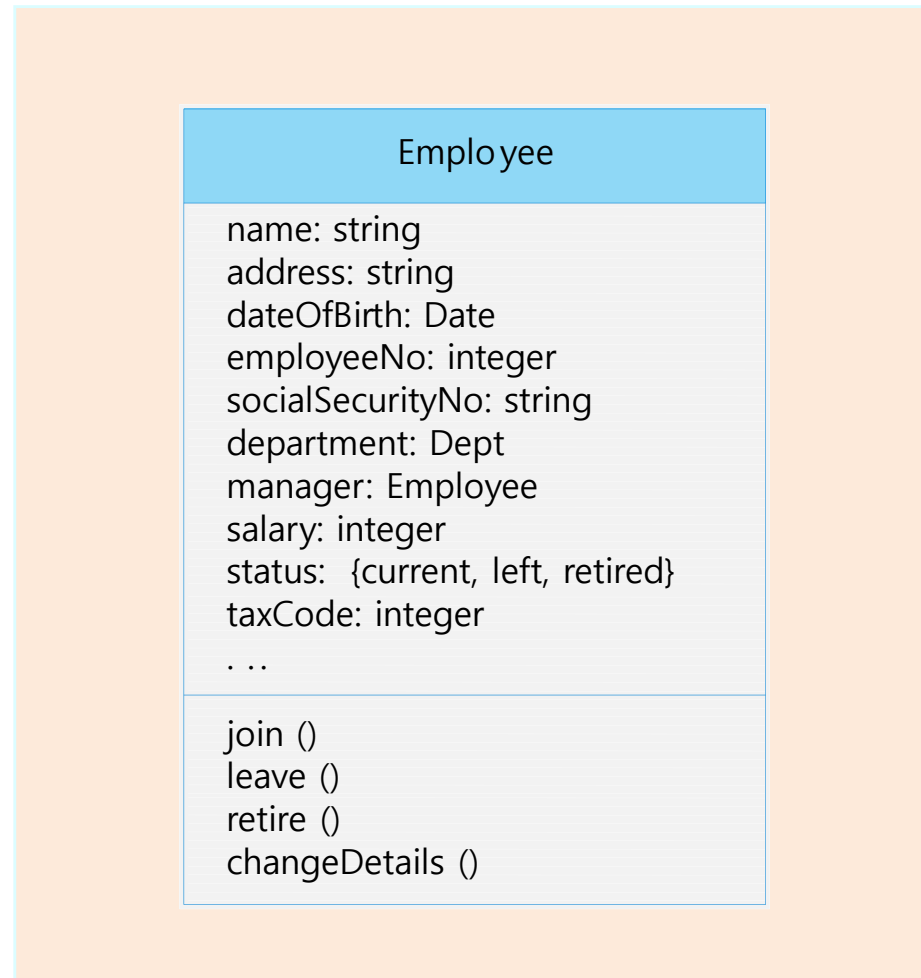 Employee
name: string
address: string
dateOfBirth: Date
employeeNo: integer
socialSecurityNo: string
department: Dept
manager: Employee
salary: integer
status: {current, left, retired}
taxCode: integer
. ..
join ()
leave ()
retire ()
changeDetails ()